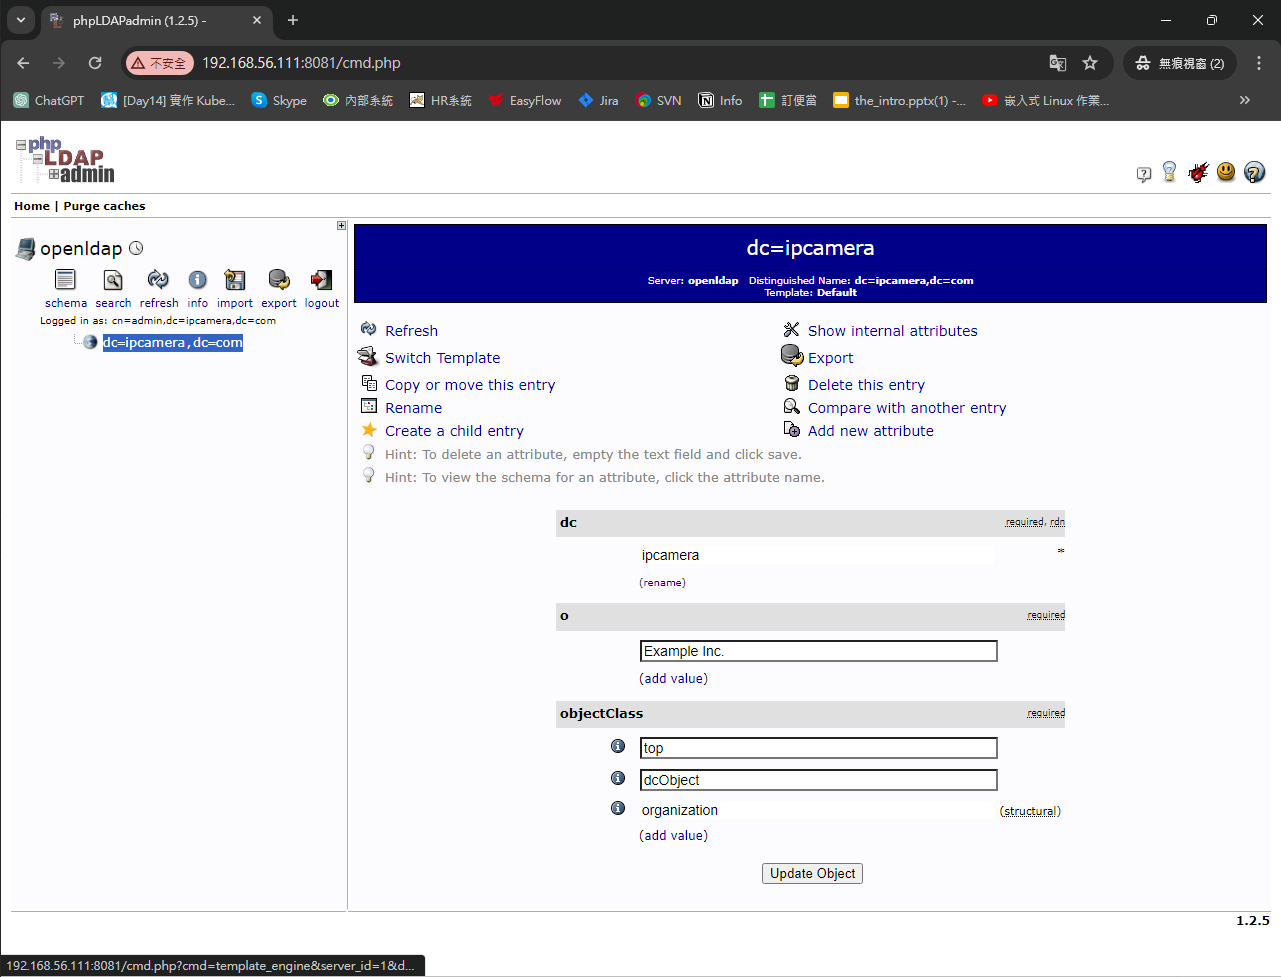 phpLDAPadmin (1.2.5) -
不安全
192.168.56.111:8081/cmd.php
無痕視窗 (2)
ChatGPT
[Day14] 實作 Kube...
Skype
內部系統
HR系統
EasyFlow
Jira
SVN
Info
訂便當
the_intro.pptx(1) -...
嵌入式 Linux 作業...
php
LDAP
admin
Home | Purge caches
openldap
schema search refresh info import export logout
Logged in as: cn=admin,dc=ipcamera,dc=com
dc=ipcamera,dc=com
dc=ipcamera
Server: openldap Distinguished Name: dc=ipcamera,dc=com
Template: Default
Refresh
Show internal attributes
Switch Template
Export
Copy or move this entry
Delete this entry
Rename
Compare with another entry
Create a child entry
Add new attribute
Hint: To delete an attribute, empty the text field and click save.
Hint: To view the schema for an attribute, click the attribute name.
dc
required, rdn
ipcamera
*
(rename)
o
required
Example Inc.
(add value)
objectClass
required
top
dcObject
organization
(structural)
(add value)
Update Object
1.2.5
192.168.56.111:8081/cmd.php?cmd=template_engine&server_id=1&d...